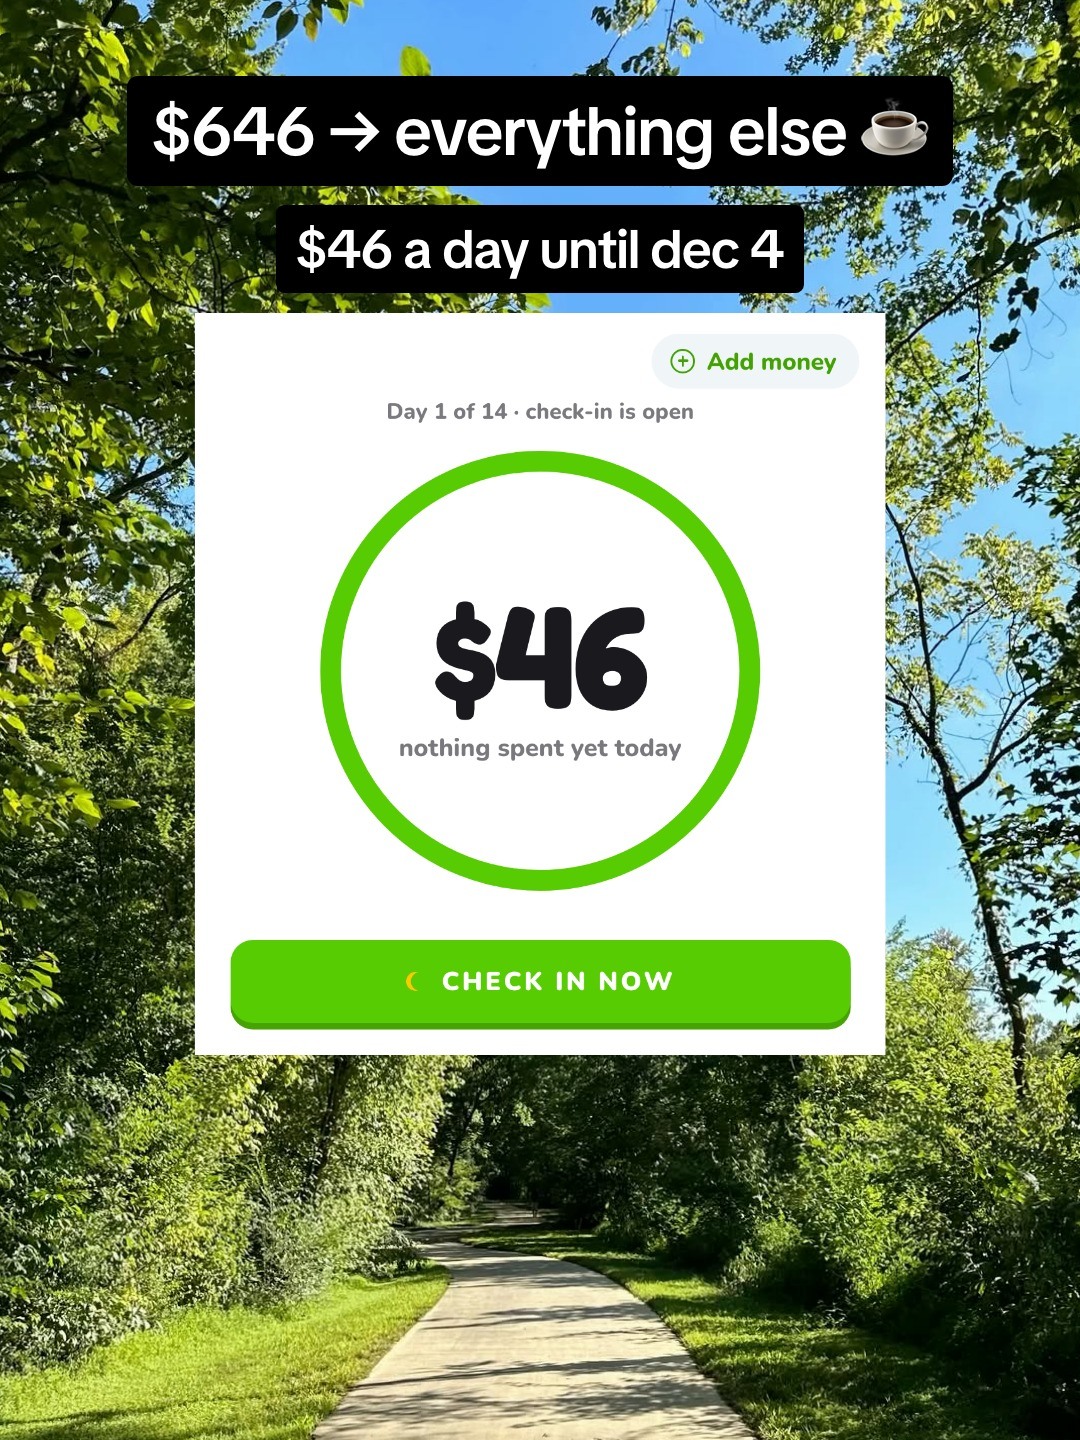 $646 → everything else ☕
$46 a day until dec 4
Add money
Day 1 of 14 · check-in is open
$46
nothing spent yet today
CHECK IN NOW